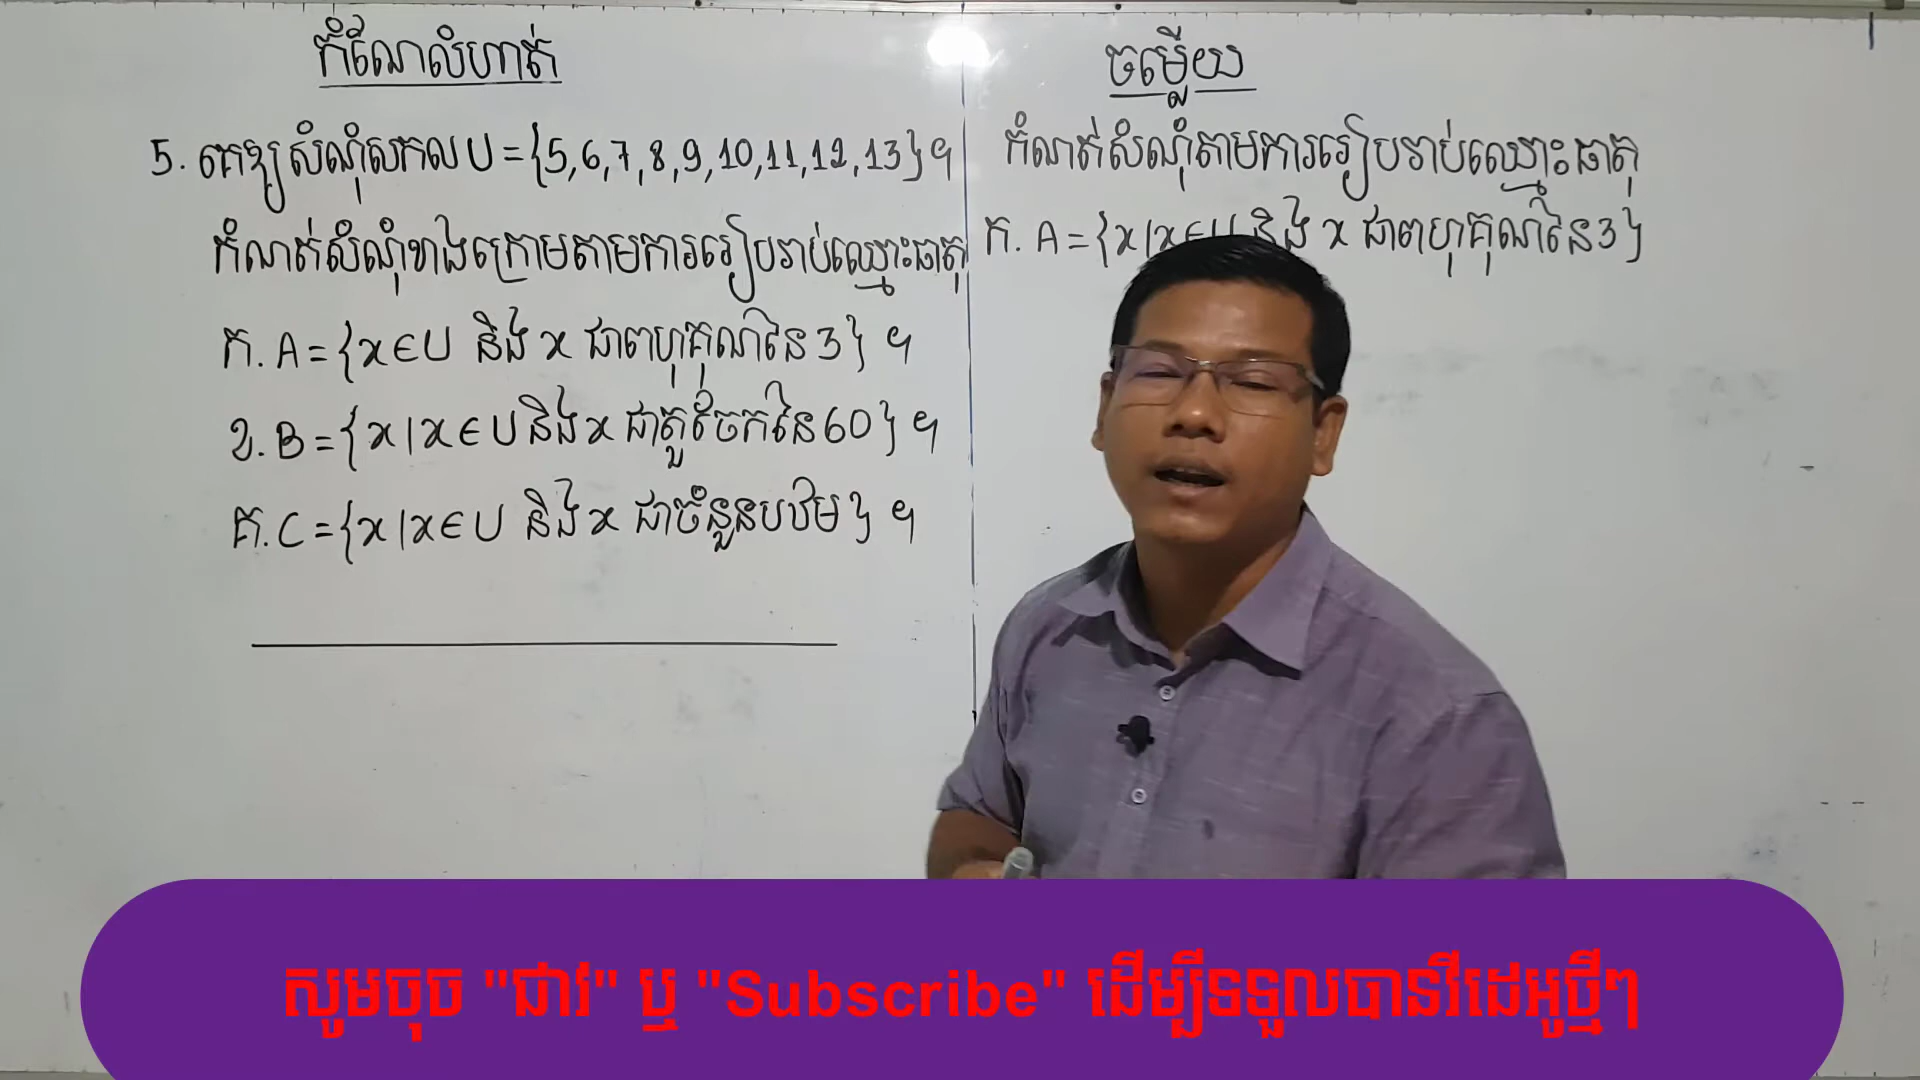 កំណែលំហាត់
5. គេឲ្យសំណុំសកល U = {5,6,7,8,9,10,11,12,13} ។
កំណត់សំណុំខាងក្រោមតាមការរៀបរាប់ឈ្មោះធាតុ
ក. A = {x ∈ U និង x ជាពហុគុណនៃ 3} ។
ខ. B = {x | x ∈ U និង x ជាតួចែកនៃ 60} ។
គ. C = {x | x ∈ U និង x ជាចំនួនបឋម} ។
ចម្លើយ
កំណត់សំណុំតាមការរៀបរាប់ឈ្មោះធាតុ
ក. A = {x | x ∈ U និង x ជាពហុគុណនៃ 3}
សូមចុច "ជាវ" ឬ "Subscribe" ដើម្បីទទួលបានវីដេអូថ្មីៗ